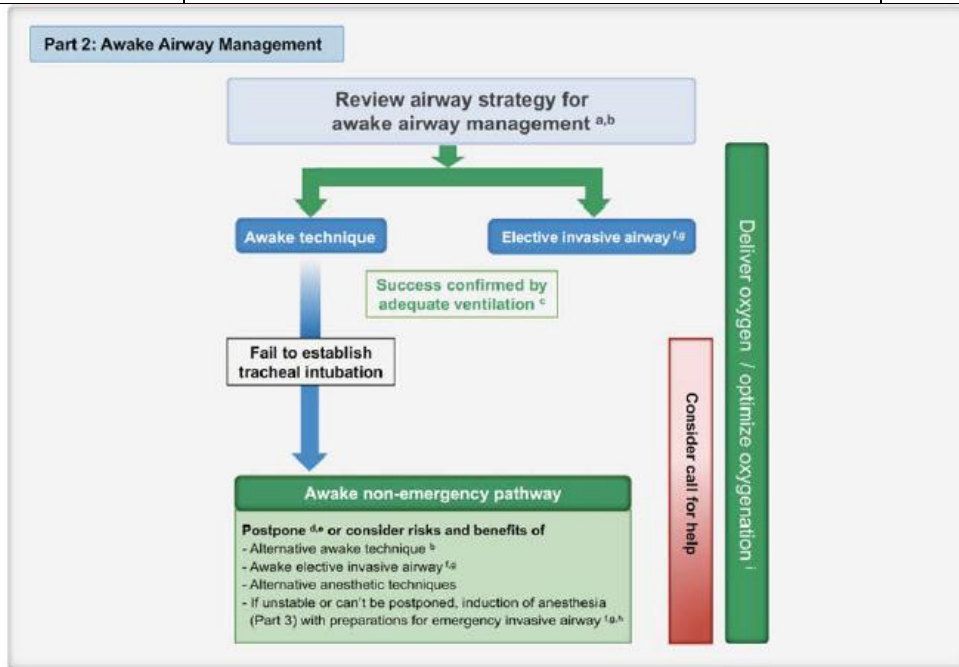 Part 2: Awake Airway Management
Review airway strategy for
awake airway management a,b
Awake technique
Elective invasive airway f,g
Success confirmed by
adequate ventilation c
Fail to establish
tracheal intubation
Awake non-emergency pathway
Postpone d,e or consider risks and benefits of
- Alternative awake technique b
- Awake elective invasive airway f,g
- Alternative anesthetic techniques
- If unstable or can't be postponed, induction of anesthesia
(Part 3) with preparations for emergency invasive airway f,g,h
Consider call for help
Deliver oxygen / optimize oxygenation i